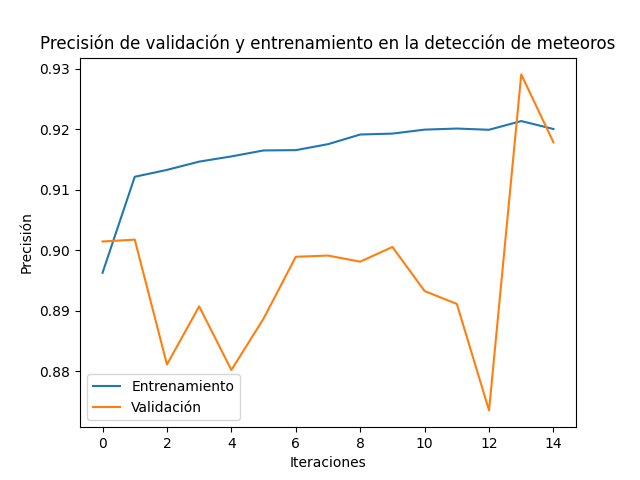 Precisión de validación y entrenamiento en la detección de meteoros
0.93
0.92
0.91
0.90
0.89
0.88
Precisión
Entrenamiento
Validación
0 2 4 6 8 10 12 14
Iteraciones